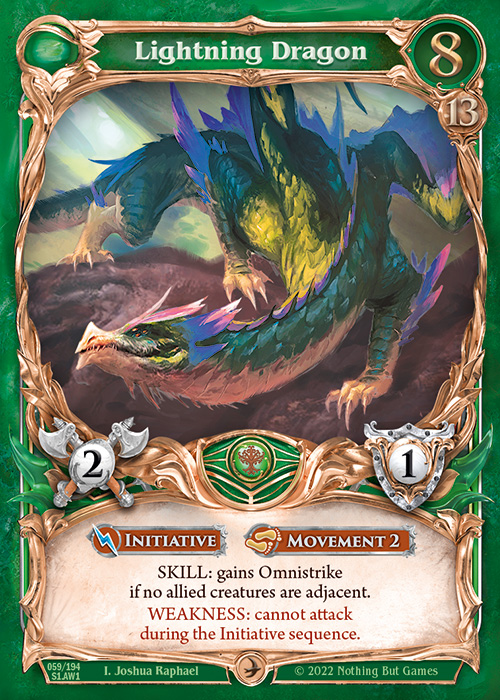 Lightning Dragon
8
13
2
1
INITIATIVE
MOVEMENT 2
SKILL: gains Omnistrike
if no allied creatures are adjacent.
WEAKNESS: cannot attack
during the Initiative sequence.
059/194
S1.AW1
I. Joshua Raphael
© 2022 Nothing But Games